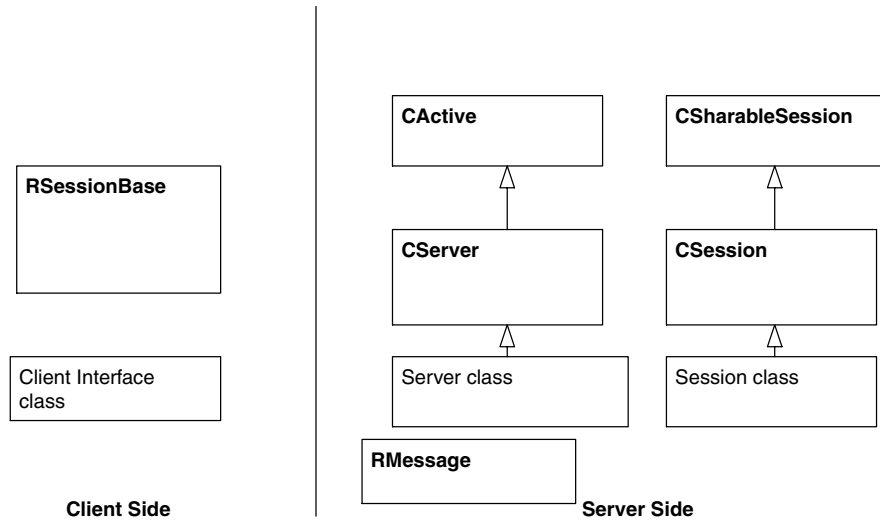 CActive
CSharableSession
RSessionBase
CServer
CSession
Client Interface
class
Server class
Session class
RMessage
Client Side
Server Side